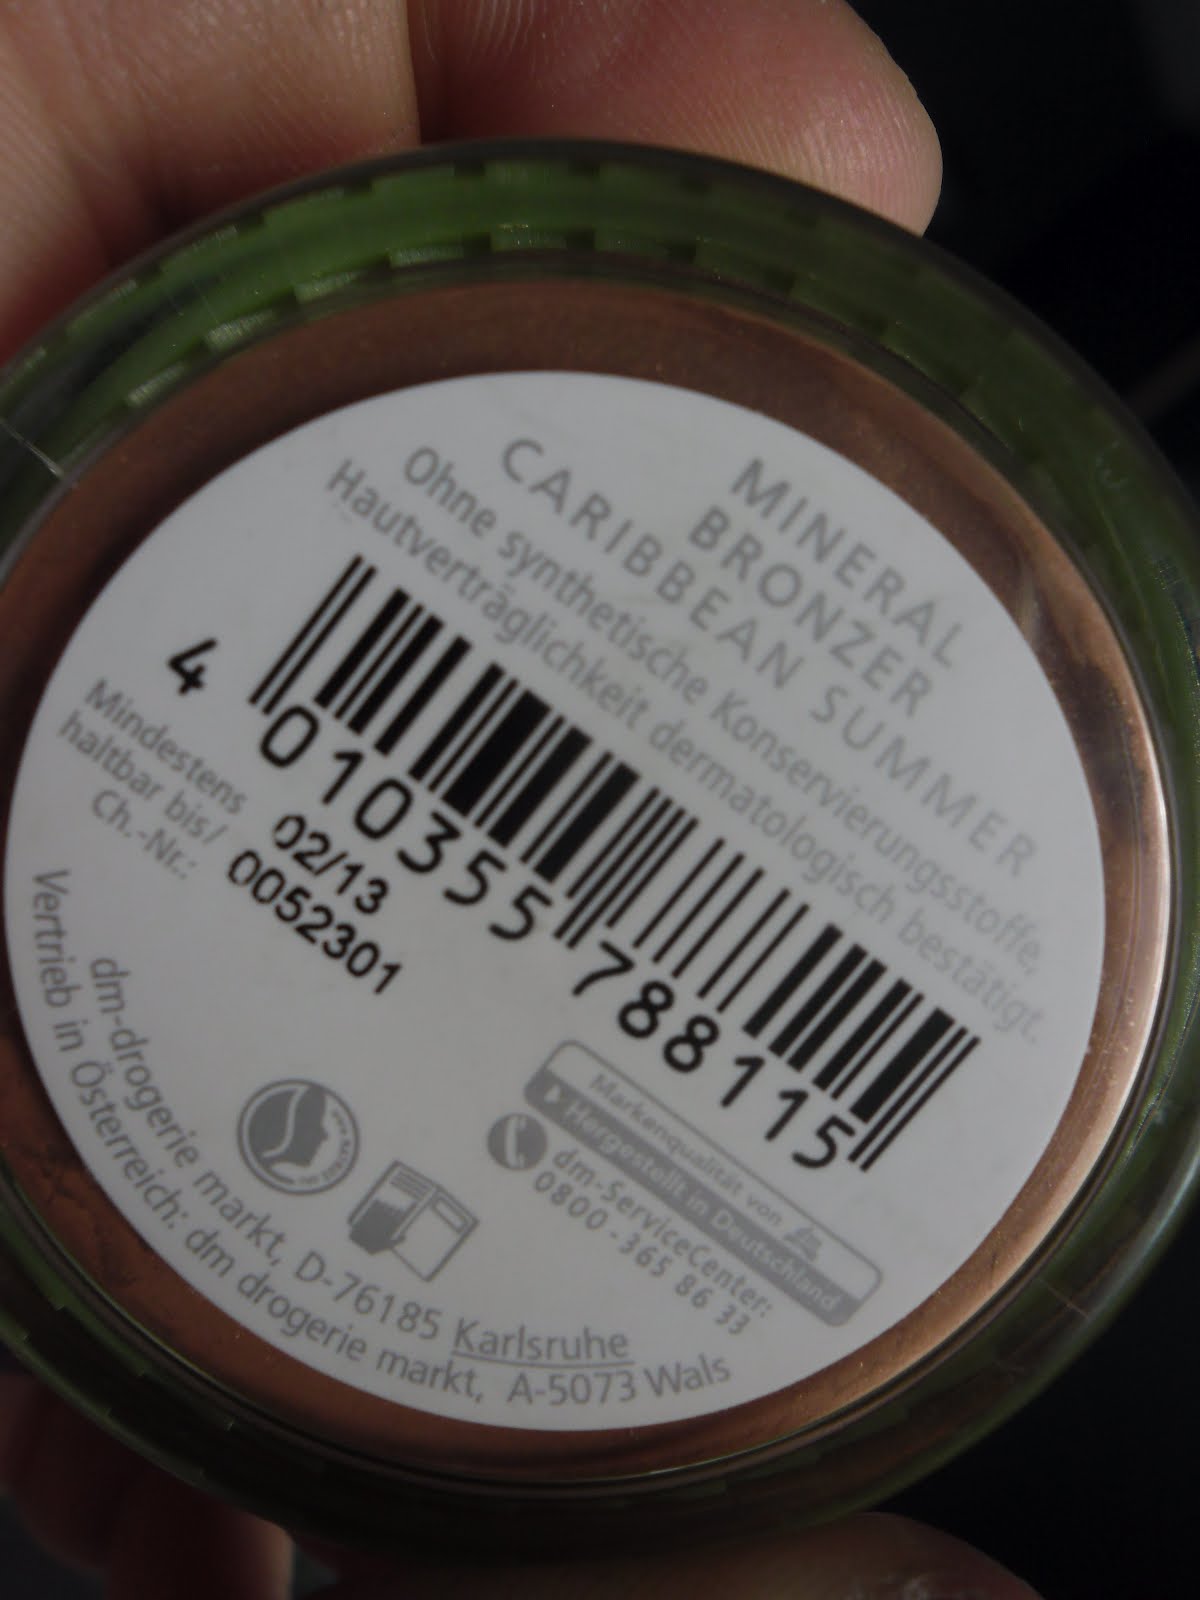 MINERAL
BRONZER
CARIBBEAN SUMMER
Ohne synthetische Konservierungsstoffe,
Hautverträglichkeit dermatologisch bestätigt.
4 010355 788115
Mindestens
haltbar bis/
Ch.-Nr.:
02/13
0052301
Markenqualität von
Hergestellt in Deutschland
dm-ServiceCenter:
0800-365 86 33
dm-drogerie markt, D-76185 Karlsruhe
Vertrieb in Österreich: dm drogerie markt, A-5073 Wals